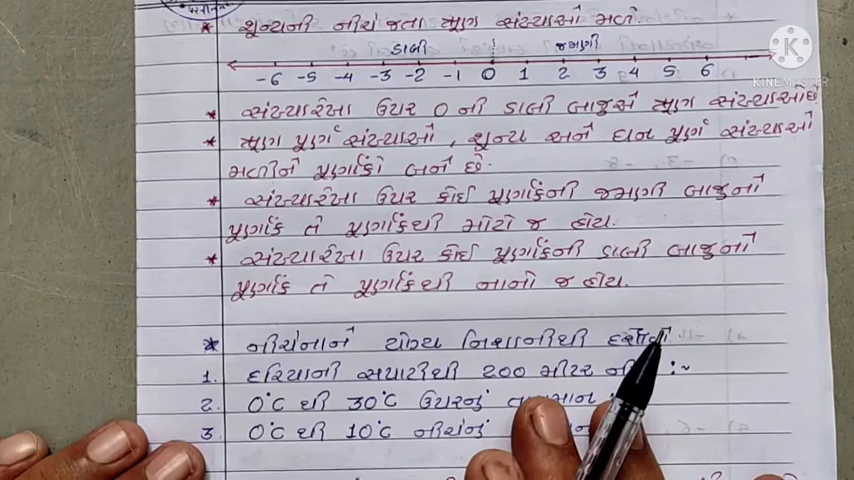 * શૂન્યની નીચે જતા ઋણ સંખ્યાઓ મળે
ડાબી જમણી
-6 -5 -4 -3 -2 -1 0 1 2 3 4 5 6
KINEMASTER
* સંખ્યારેખા ઉપર 0 ની ડાબી બાજુએ ઋણ સંખ્યાઓ છે
* ઋણ પૂર્ણ સંખ્યાઓ, શૂન્ય અને ધન પૂર્ણ સંખ્યાઓ
મળીને પૂર્ણાંકો બને છે.
* સંખ્યારેખા ઉપર કોઈ પૂર્ણાંકની જમણી બાજુનો
પૂર્ણાંક તે પૂર્ણાંકથી મોટો જ હોય.
* સંખ્યારેખા ઉપર કોઈ પૂર્ણાંકની ડાબી બાજુનો
પૂર્ણાંક તે પૂર્ણાંકથી નાનો જ હોય.
* નીચેનાને યોગ્ય નિશાનીથી દર્શાવો
1. દરિયાની સપાટીથી 200 મીટર :~
2. 0°C થી 30°C ઉપરનું
3 0°C થી 10°C નીચેનું